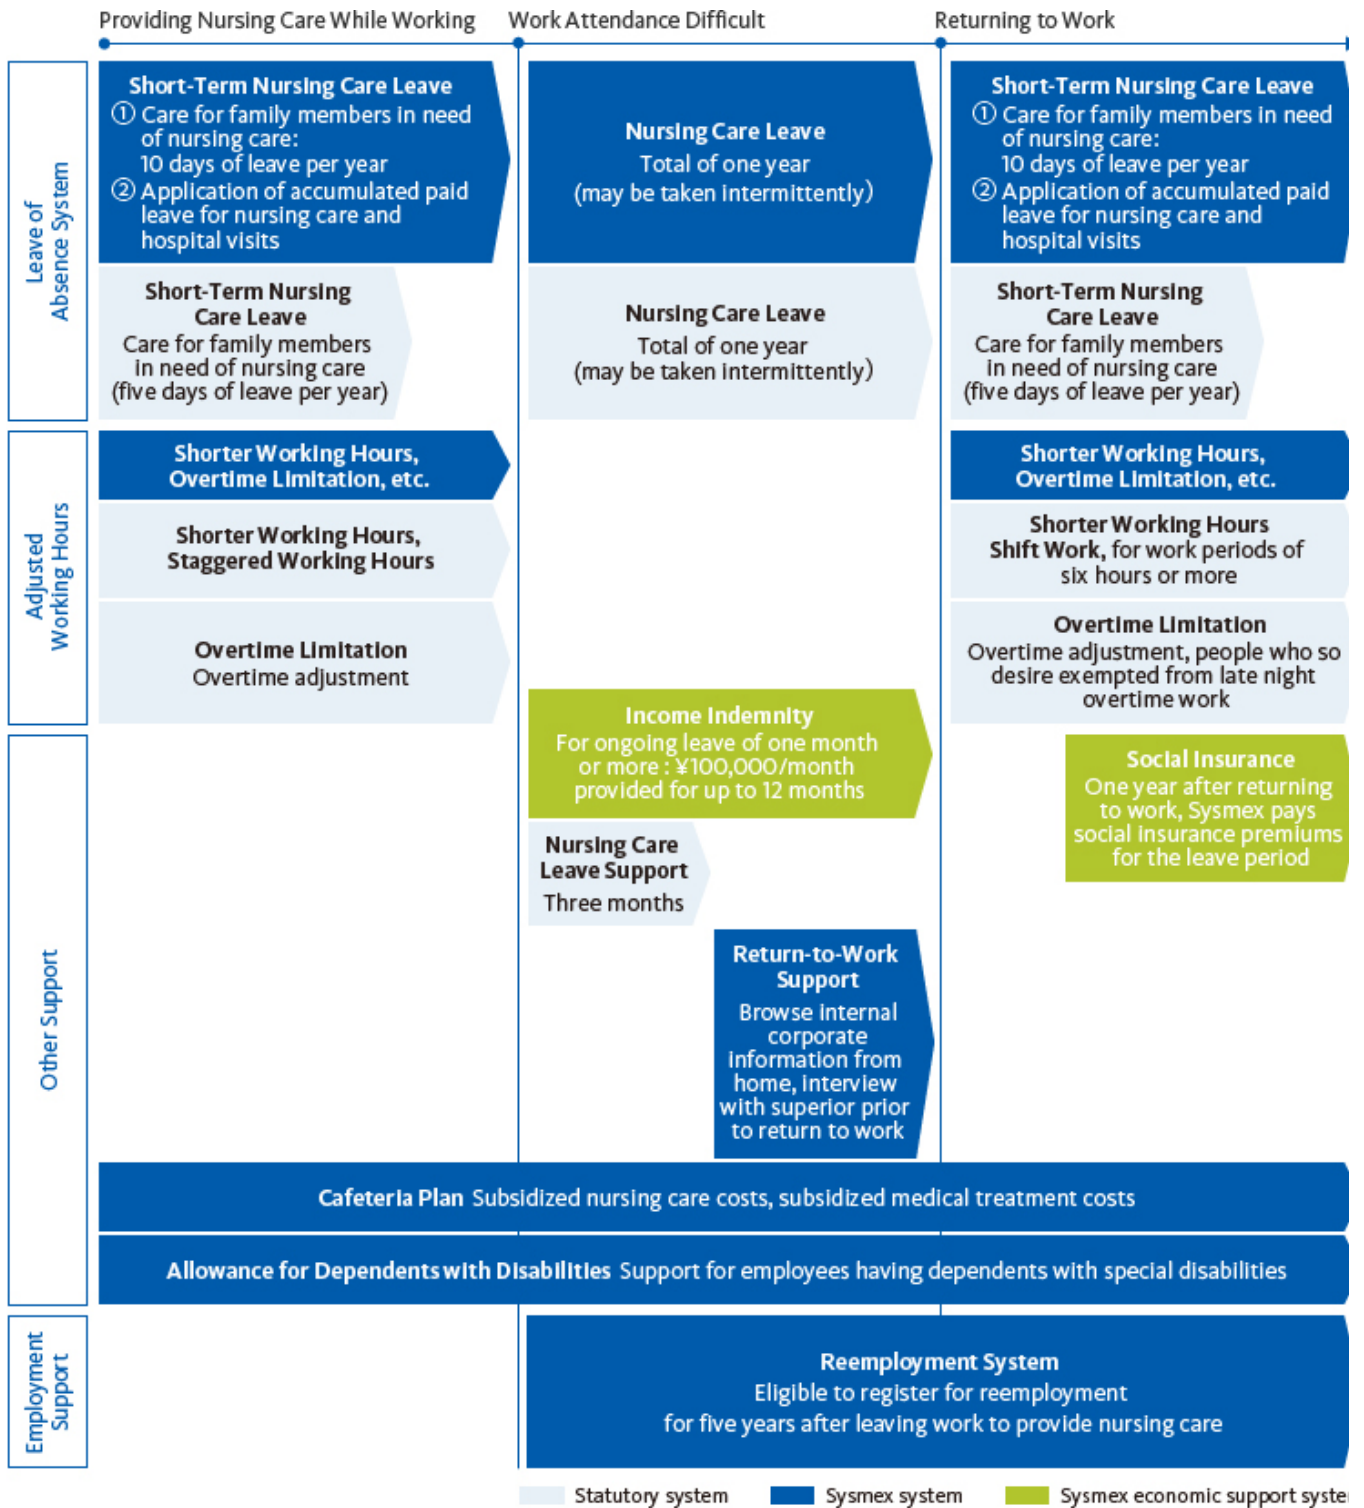 Providing Nursing Care While Working
Work Attendance Difficult
Returning to Work
Leave of
Absence System
Short-Term Nursing Care Leave
① Care for family members in need
of nursing care:
10 days of leave per year
② Application of accumulated paid
leave for nursing care and
hospital visits
Nursing Care Leave
Total of one year
(may be taken intermittently)
Short-Term Nursing Care Leave
① Care for family members in need
of nursing care:
10 days of leave per year
② Application of accumulated paid
leave for nursing care and
hospital visits
Short-Term Nursing
Care Leave
Care for family members
in need of nursing care
(five days of leave per year)
Nursing Care Leave
Total of one year
(may be taken intermittently)
Short-Term Nursing
Care Leave
Care for family members
in need of nursing care
(five days of leave per year)
Adjusted
Working Hours
Shorter Working Hours,
Overtime Limitation, etc.
Shorter Working Hours,
Overtime Limitation, etc.
Shorter Working Hours,
Staggered Working Hours
Shorter Working Hours
Shift Work, for work periods of
six hours or more
Overtime Limitation
Overtime adjustment
Overtime Limitation
Overtime adjustment, people who so
desire exempted from late night
overtime work
Other Support
Income Indemnity
For ongoing leave of one month
or more : ¥100,000/month
provided for up to 12 months
Social Insurance
One year after returning
to work, Sysmex pays
social insurance premiums
for the leave period
Nursing Care
Leave Support
Three months
Return-to-Work
Support
Browse internal
corporate
information from
home, interview
with superior prior
to return to work
Cafeteria Plan Subsidized nursing care costs, subsidized medical treatment costs
Allowance for Dependents with Disabilities Support for employees having dependents with special disabilities
Employment
Support
Reemployment System
Eligible to register for reemployment
for five years after leaving work to provide nursing care
Statutory system
Sysmex system
Sysmex economic support syste